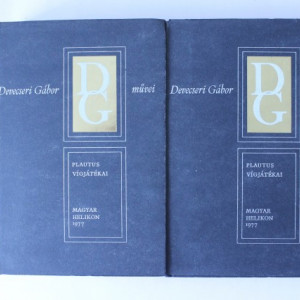 Devecseri Gábor
DG
művei
PLAUTUS
VÍGJÁTÉKAI
MAGYAR
HELIKON
1977
Devecseri Gábor
DG
PLAUTUS
VÍGJÁTÉKAI
MAGYAR
HELIKON
1977